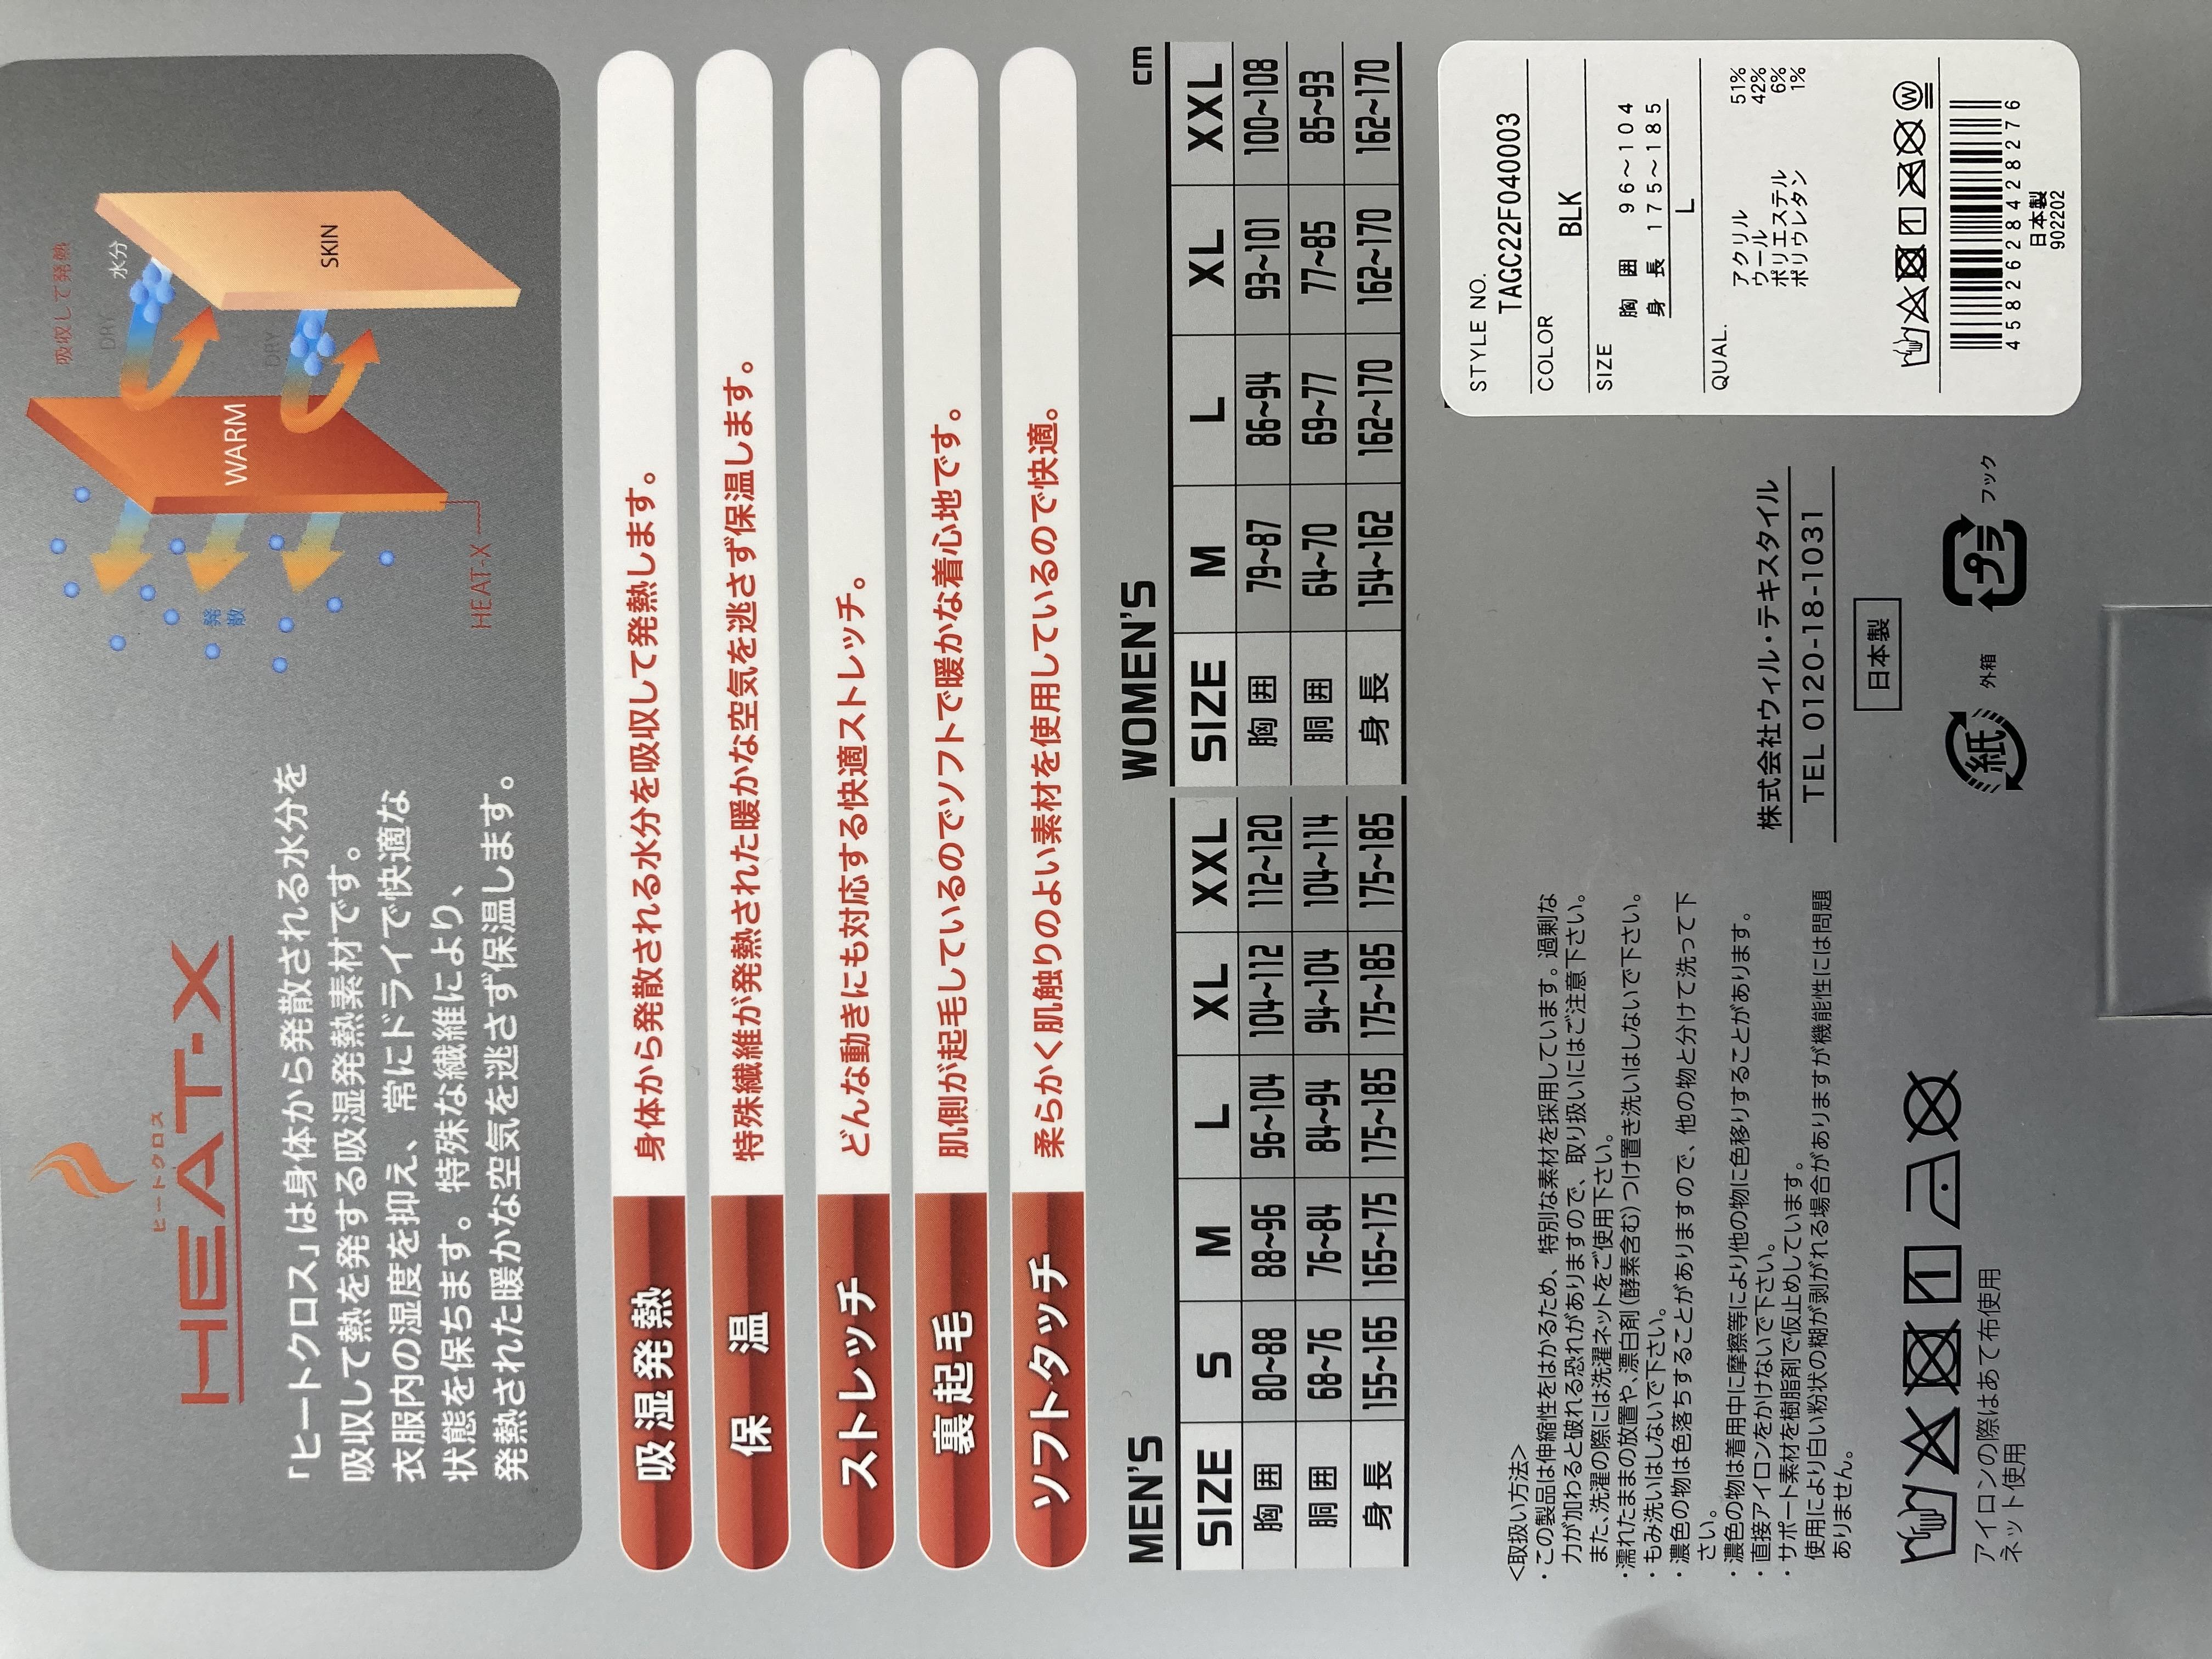 ヒートクロス
HEAT-X
「ヒートクロス」は身体から発散される水分を
吸収して熱を発する吸湿発熱素材です。
衣服内の湿度を抑え、常にドライで快適な
状態を保ちます。特殊な繊維により、
発熱された暖かな空気を逃さず保温します。
吸収して発熱
水分
DRY
DRY
WARM
SKIN
発散
HEAT-X
吸湿発熱 身体から発散される水分を吸収して発熱します。
保温 特殊繊維が発熱された暖かな空気を逃さず保温します。
ストレッチ どんな動きにも対応する快適ストレッチ。
裏起毛 肌側が起毛しているのでソフトで暖かな着心地です。
ソフトタッチ 柔らかく肌触りのよい素材を使用しているので快適。
MEN'S
SIZE S M L XL XXL
胸囲 80~88 88~96 96~104 104~112 112~120
胴囲 68~76 76~84 84~94 94~104 104~114
身長 155~165 165~175 175~185 175~185 175~185
WOMEN'S cm
SIZE M L XL XXL
胸囲 79~87 86~94 93~101 100~108
胴囲 64~70 69~77 77~85 85~93
身長 154~162 162~170 162~170 162~170
<取扱い方法>
・この製品は伸縮性をはかるため、特別な素材を採用しています。過剰な
力が加わると破れる恐れがありますので、取り扱いにはご注意下さい。
また、洗濯の際には洗濯ネットをご使用下さい。
・濡れたままの放置や、漂白剤(酵素含む)つけ置き洗いはしないで下さい。
・もみ洗いはしないで下さい。
・濃色の物は色落ちすることがありますので、他の物と分けて洗って下
さい。
・濃色の物は着用中に摩擦等により他の物に色移りすることがあります。
・直接アイロンをかけないで下さい。
・サポート素材を樹脂剤で仮止めしています。
使用により白い粉状の糊が剥がれる場合がありますが機能性には問題
ありません。
アイロンの際はあて布使用
ネット使用
株式会社ウィル・テキスタイル
TEL 0120-18-1031
日本製
紙 外箱 プラ フック
STYLE NO.
TAGC22F040003
COLOR
BLK
SIZE
胸囲 96~104
身長 175~185
L
QUAL.
アクリル 51%
ウール 42%
ポリエステル 6%
ポリウレタン 1%
W
4582628428276
日本製
902202